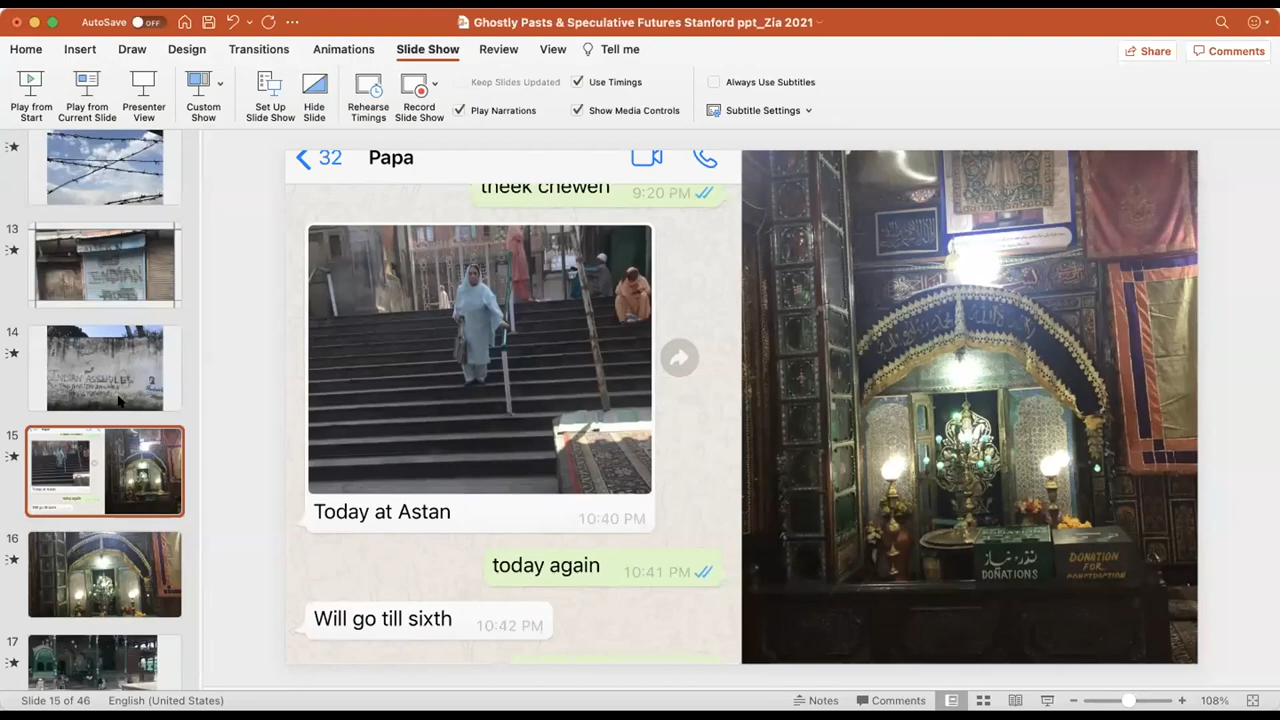 AutoSave OFF
Ghostly Pasts & Speculative Futures Stanford ppt_Zia 2021
Home Insert Draw Design Transitions Animations Slide Show Review View Tell me
Share Comments
Play from Start
Play from Current Slide
Presenter View
Custom Show
Set Up Slide Show
Hide Slide
Rehearse Timings
Record Slide Show
Keep Slides Updated
Use Timings
Play Narrations
Show Media Controls
Always Use Subtitles
Subtitle Settings
13
INDIAN
14
15
16
17
32 Papa
theek chewen 9:20 PM
Today at Astan 10:40 PM
today again 10:41 PM
Will go till sixth 10:42 PM
نذر و نیاز
DONATIONS
DONATION
FOR
CONSTRUCTION
Slide 15 of 46 English (United States) Notes Comments 108%